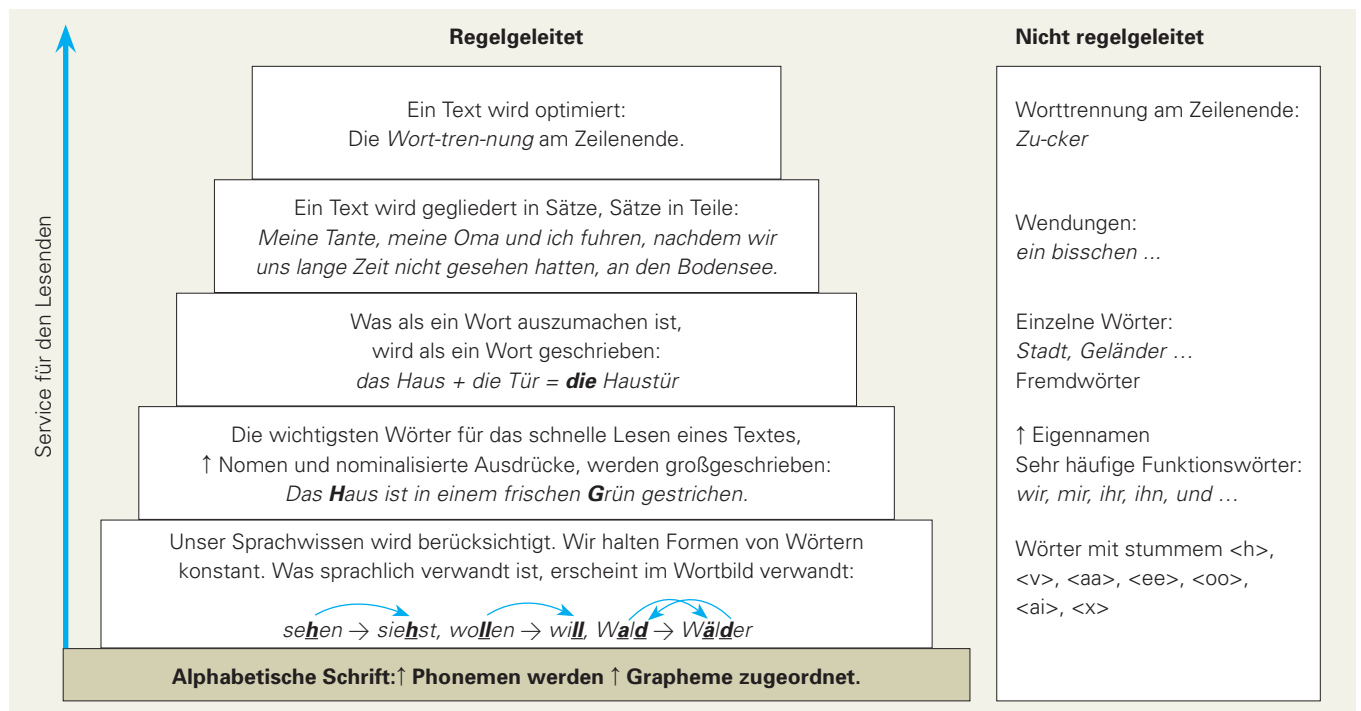 Regelgeleitet
Ein Text wird optimiert:
Die Wort-tren-nung am Zeilenende.
Ein Text wird gegliedert in Sätze, Sätze in Teile:
Meine Tante, meine Oma und ich fuhren, nachdem wir
uns lange Zeit nicht gesehen hatten, an den Bodensee.
Was als ein Wort auszumachen ist,
wird als ein Wort geschrieben:
das Haus + die Tür = die Haustür
Die wichtigsten Wörter für das schnelle Lesen eines Textes,
↑ Nomen und nominalisierte Ausdrücke, werden großgeschrieben:
Das Haus ist in einem frischen Grün gestrichen.
Unser Sprachwissen wird berücksichtigt. Wir halten Formen von Wörtern
konstant. Was sprachlich verwandt ist, erscheint im Wortbild verwandt:
sehen → siehst, wollen → will, Wald → Wälder
Alphabetische Schrift:↑ Phonemen werden ↑ Grapheme zugeordnet.
Service für den Lesenden
Nicht regelgeleitet
Worttrennung am Zeilenende:
Zu-cker
Wendungen:
ein bisschen ...
Einzelne Wörter:
Stadt, Geländer …
Fremdwörter
↑ Eigennamen
Sehr häufige Funktionswörter:
wir, mir, ihr, ihn, und …
Wörter mit stummem <h>,
<v>, <aa>, <ee>, <oo>,
<ai>, <x>